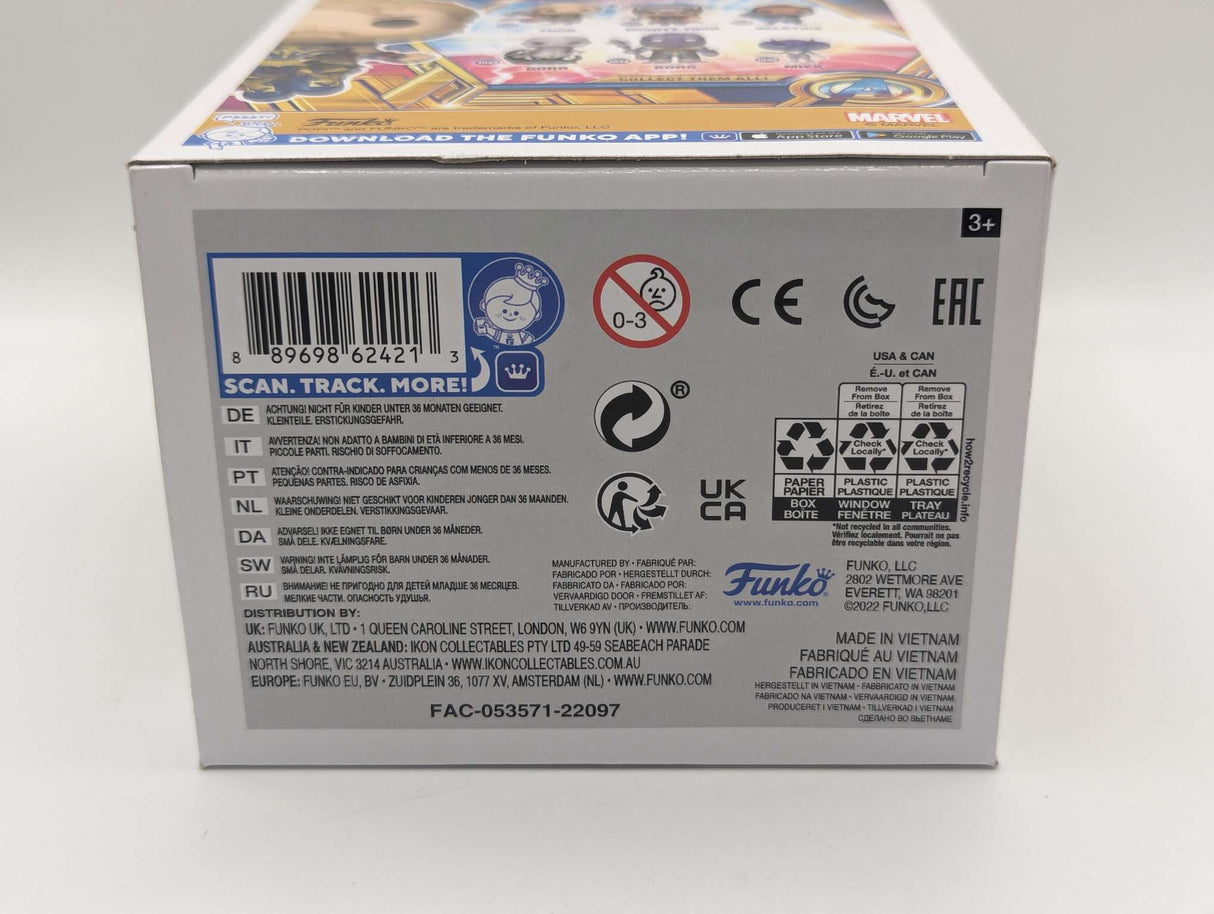 THOR
MIGHTY THOR
VALKYRIE
GORR
KORG
MIEK
COLLECT THEM ALL!
PSSST!
Funko
POP! and FUNKO™ are trademarks of Funko, LLC
MARVEL
© MARVEL
DOWNLOAD THE FUNKO APP!
App Store
Google Play
3+
8 89698 62421 3
SCAN. TRACK. MORE!
TM
0-3
CE
EAC
®
UK
CA
DE ACHTUNG! NICHT FÜR KINDER UNTER 36 MONATEN GEEIGNET.
KLEINTEILE. ERSTICKUNGSGEFAHR.
IT AVVERTENZA! NON ADATTO A BAMBINI DI ETÀ INFERIORE A 36 MESI.
PICCOLE PARTI. RISCHIO DI SOFFOCAMENTO.
PT ATENÇÃO! CONTRA-INDICADO PARA CRIANÇAS COM MENOS DE 36 MESES.
PEQUENAS PARTES. RISCO DE ASFIXIA.
NL WAARSCHUWING! NIET GESCHIKT VOOR KINDEREN JONGER DAN 36 MAANDEN.
KLEINE ONDERDELEN. VERSTIKKINGSGEVAAR.
DA ADVARSEL! IKKE EGNET TIL BØRN UNDER 36 MÅNEDER.
SMÅ DELE. KVÆLNINGSFARE.
SW VARNING! INTE LÄMPLIG FÖR BARN UNDER 36 MÅNADER.
SMÅ DELAR. KVÄVNINGSRISK.
RU ВНИМАНИЕ! НЕ ПРИГОДНО ДЛЯ ДЕТЕЙ МЛАДШЕ 36 МЕСЯЦЕВ.
МЕЛКИЕ ЧАСТИ. ОПАСНОСТЬ УДУШЬЯ.
USA & CAN
É.-U. et CAN
Remove From Box
Retirez de la boîte
Remove From Box
Retirez de la boîte
Check Locally*
Check Locally*
PAPER PAPIER
PLASTIC PLASTIQUE
PLASTIC PLASTIQUE
BOX BOÎTE
WINDOW FENÊTRE
TRAY PLATEAU
how2recycle.info
*Not recycled in all communities.
Vérifiez localement. Pourrait ne pas
être recyclable dans votre région.
MANUFACTURED BY • FABRIQUÉ PAR:
FABRICADO POR • HERGESTELLT DURCH:
FABBRICATO DA • FABRICADO POR:
VERVAARDIGD DOOR • FREMSTILLET AF:
TILLVERKAD AV • ПРОИЗВОДИТЕЛЬ:
Funko
www.funko.com
FUNKO, LLC
2802 WETMORE AVE
EVERETT, WA 98201
©2022 FUNKO,LLC.
DISTRIBUTION BY:
UK: FUNKO UK, LTD • 1 QUEEN CAROLINE STREET, LONDON, W6 9YN (UK) • WWW.FUNKO.COM
AUSTRALIA & NEW ZEALAND: IKON COLLECTABLES PTY LTD 49-59 SEABEACH PARADE
NORTH SHORE, VIC 3214 AUSTRALIA • WWW.IKONCOLLECTABLES.COM.AU
EUROPE: FUNKO EU, BV • ZUIDPLEIN 36, 1077 XV, AMSTERDAM (NL) • WWW.FUNKO.COM
FAC-053571-22097
MADE IN VIETNAM
FABRIQUÉ AU VIETNAM
FABRICADO EN VIETNAM
HERGESTELLT IN VIETNAM • FABBRICATO IN VIETNAM
FABRICADO NA VIETNAM • VERVAARDIGD IN VIETNAM
PRODUCERET I VIETNAM • TILLVERKAD I VIETNAM
СДЕЛАНО ВО ВЬЕТНАМЕ